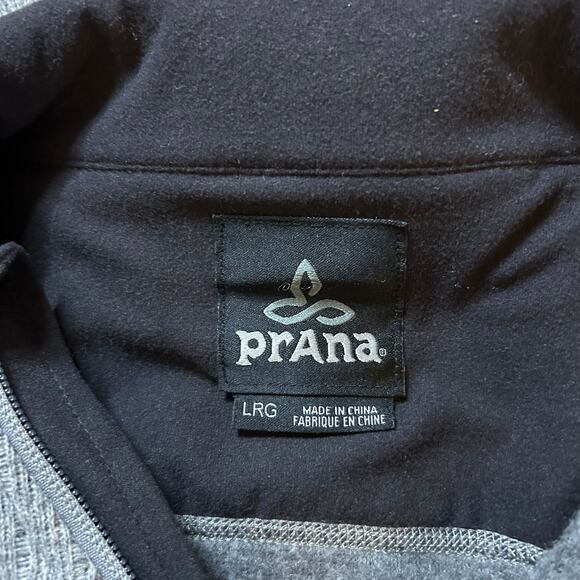 prAna®
LRG
MADE IN CHINA
FABRIQUE EN CHINE